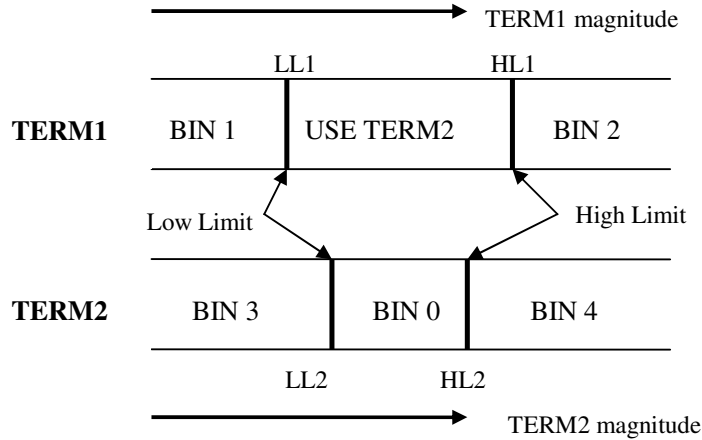 TERM1 magnitude
LL1 HL1
TERM1 BIN 1 USE TERM2 BIN 2
Low Limit High Limit
TERM2 BIN 3 BIN 0 BIN 4
LL2 HL2
TERM2 magnitude